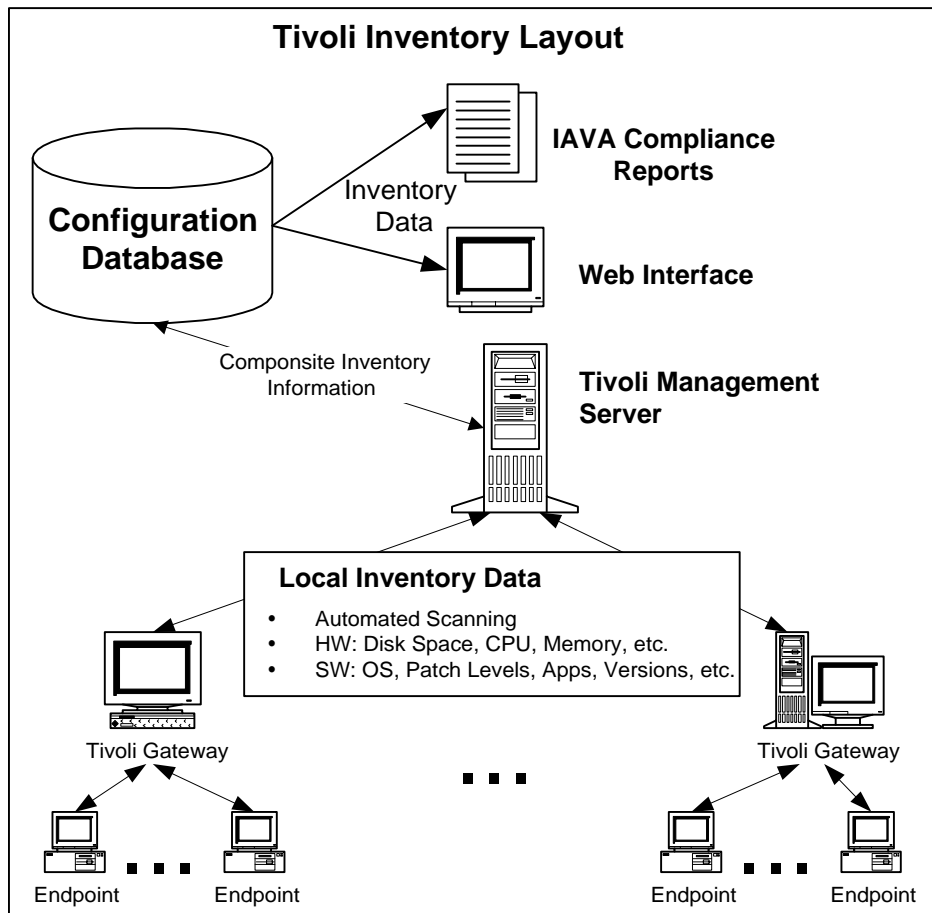 Tivoli Inventory Layout
IAVA Compliance
Reports
Inventory
Data
Configuration
Database
Web Interface
Componsite Inventory
Information
Tivoli Management
Server
Local Inventory Data
• Automated Scanning
• HW: Disk Space, CPU, Memory, etc.
• SW: OS, Patch Levels, Apps, Versions, etc.
Tivoli Gateway
Tivoli Gateway
Endpoint
Endpoint
Endpoint
Endpoint